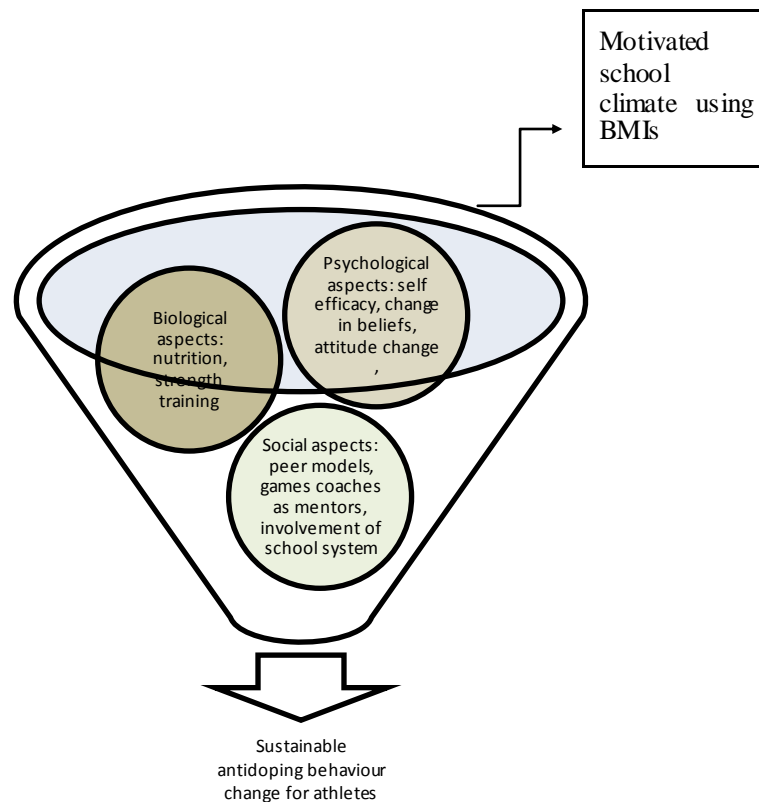 Motivated
school
climate using
BMIs
Psychological
aspects: self
efficacy, change
in beliefs,
attitude change
,
Biological
aspects:
nutrition,
strength
training
Social aspects:
peer models,
games coaches
as mentors,
involvement of
school system
Sustainable
antidoping behaviour
change for athletes